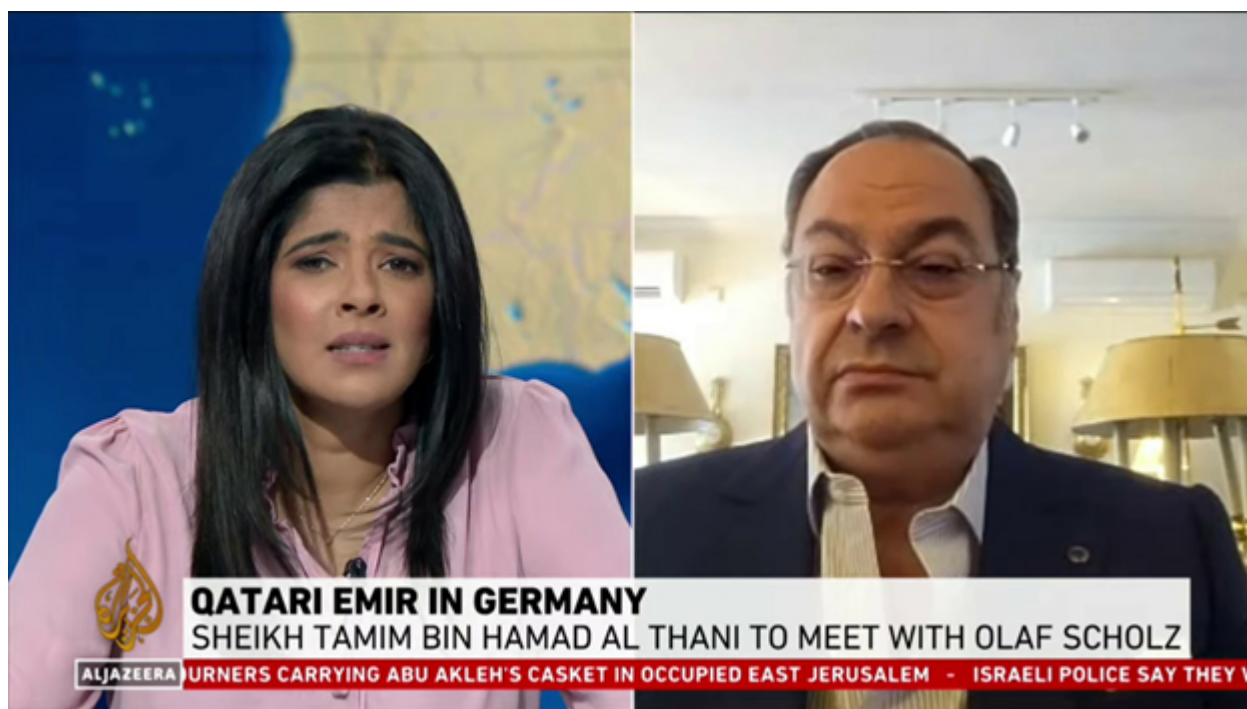 QATARI EMIR IN GERMANY
SHEIKH TAMIM BIN HAMAD AL THANI TO MEET WITH OLAF SCHOLZ
ALJAZEERA
URNERS CARRYING ABU AKLEH'S CASKET IN OCCUPIED EAST JERUSALEM - ISRAELI POLICE SAY THEY